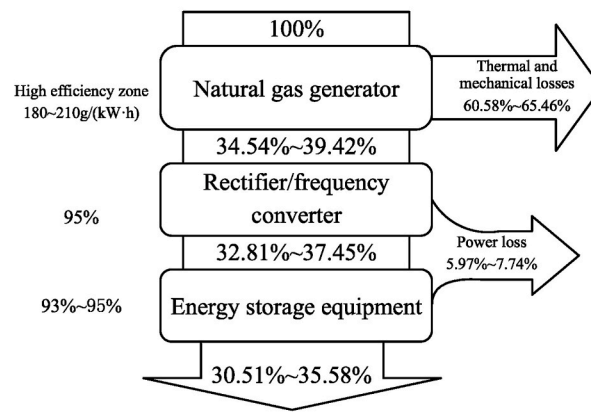 100%
Thermal and
mechanical losses
60.58%~65.46%
High efficiency zone
180~210g/(kW·h)
Natural gas generator
34.54%~39.42%
Rectifier/frequency
converter
95%
32.81%~37.45%
Power loss
5.97%~7.74%
93%~95%
Energy storage equipment
30.51%~35.58%